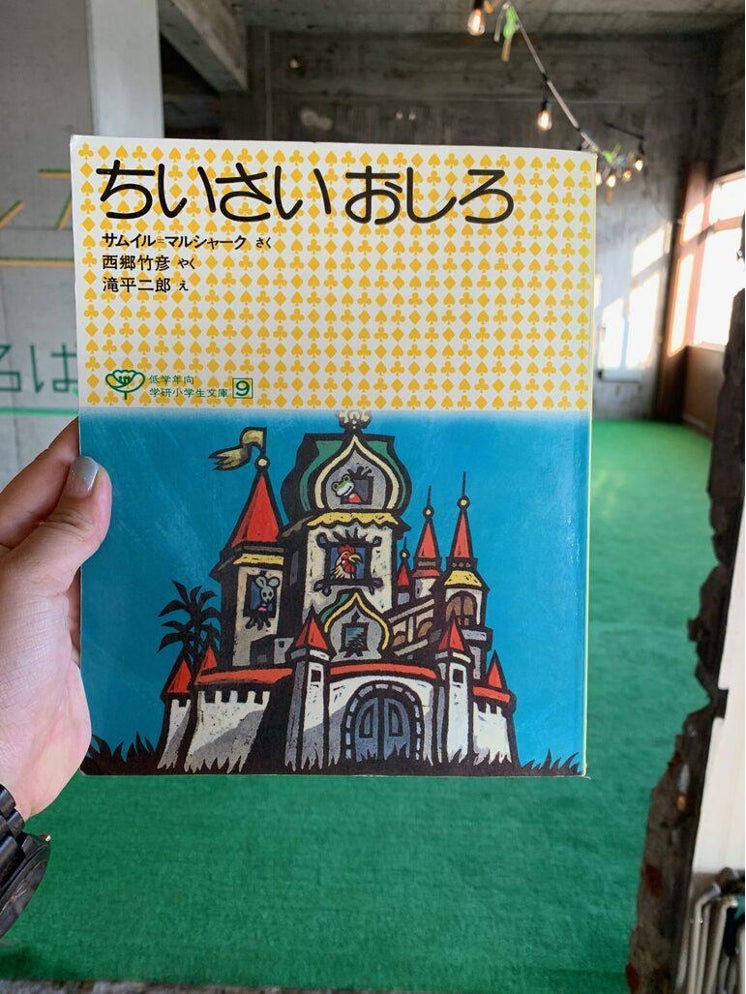 ちいさい おしろ
サムイル=マルシャーク さく
西郷竹彦 やく
滝平二郎 え
低学年向
学研小学生文庫 9
るは